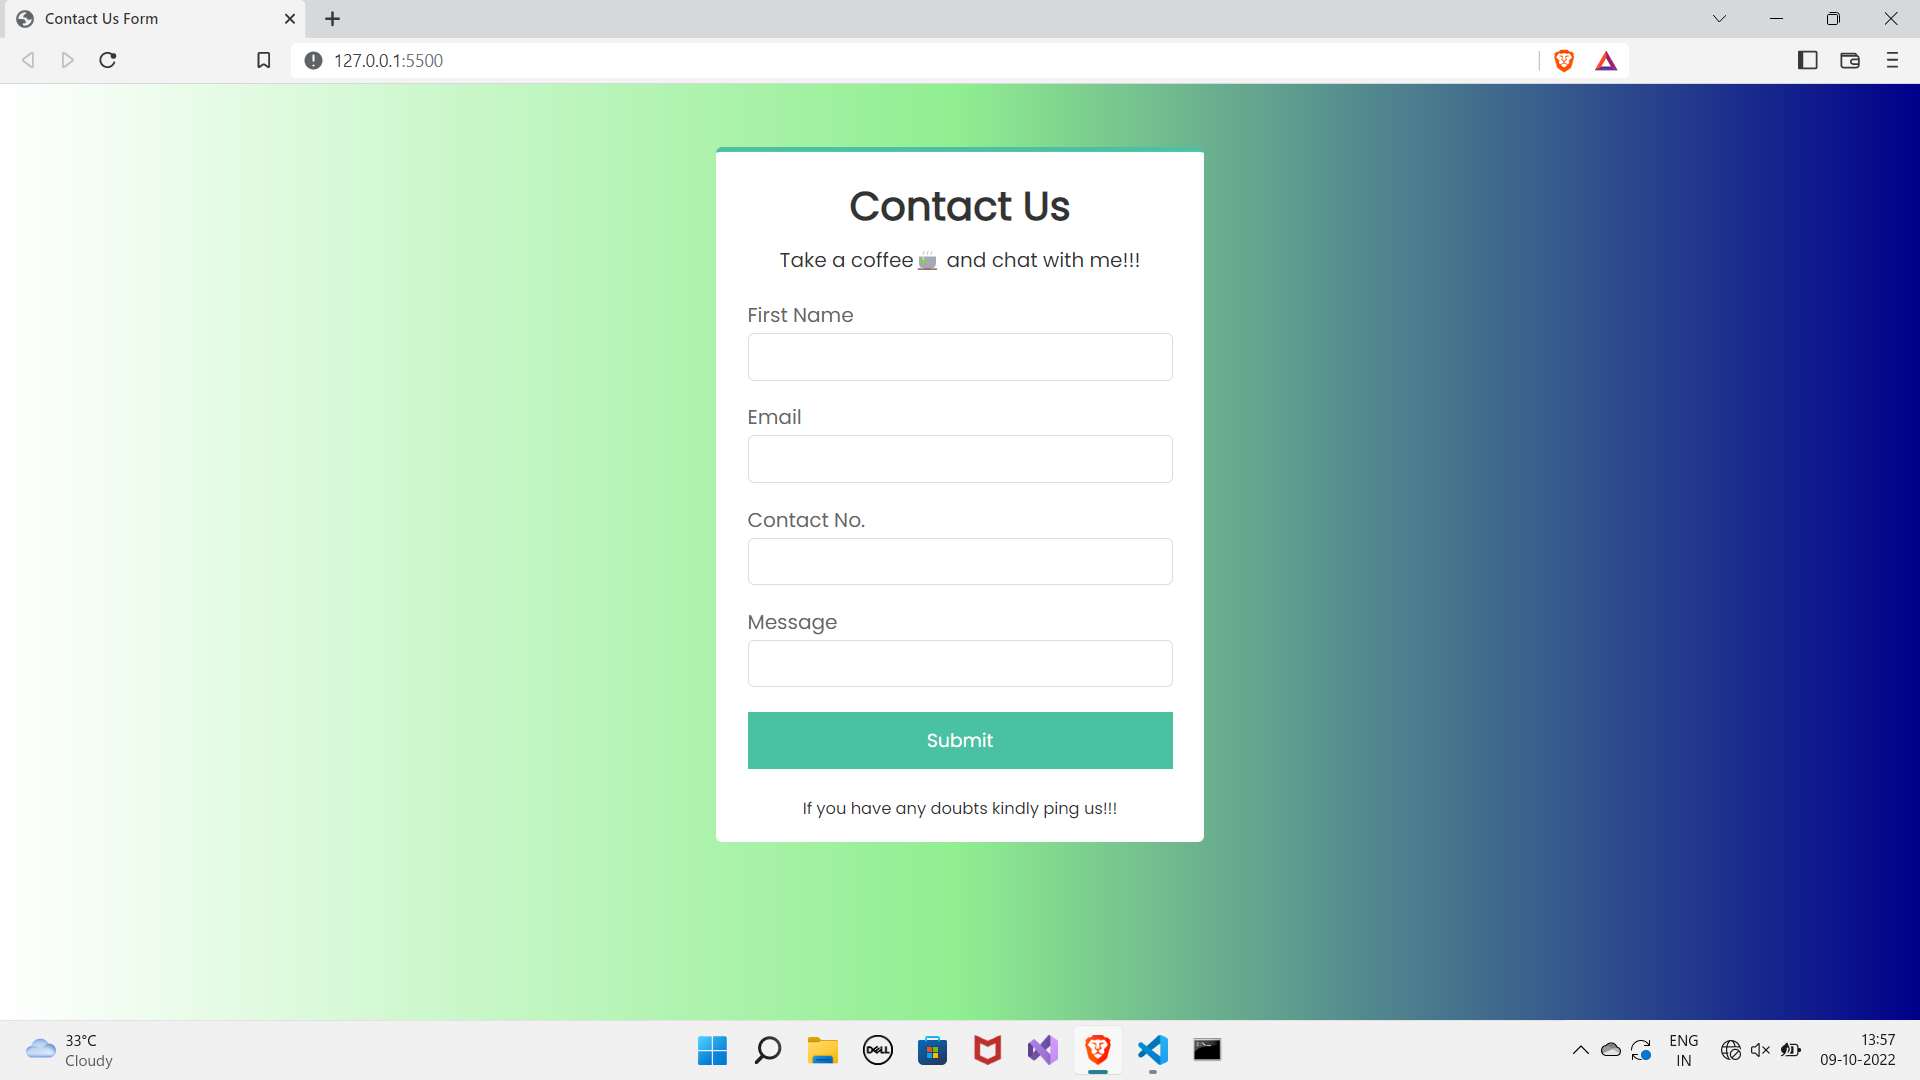 Contact Us Form
127.0.0.1:5500
Contact Us
Take a coffee☕ and chat with me!!!
First Name
Email
Contact No.
Message
Submit
If you have any doubts kindly ping us!!!
33°C
Cloudy
DELL
ENG
IN
13:57
09-10-2022